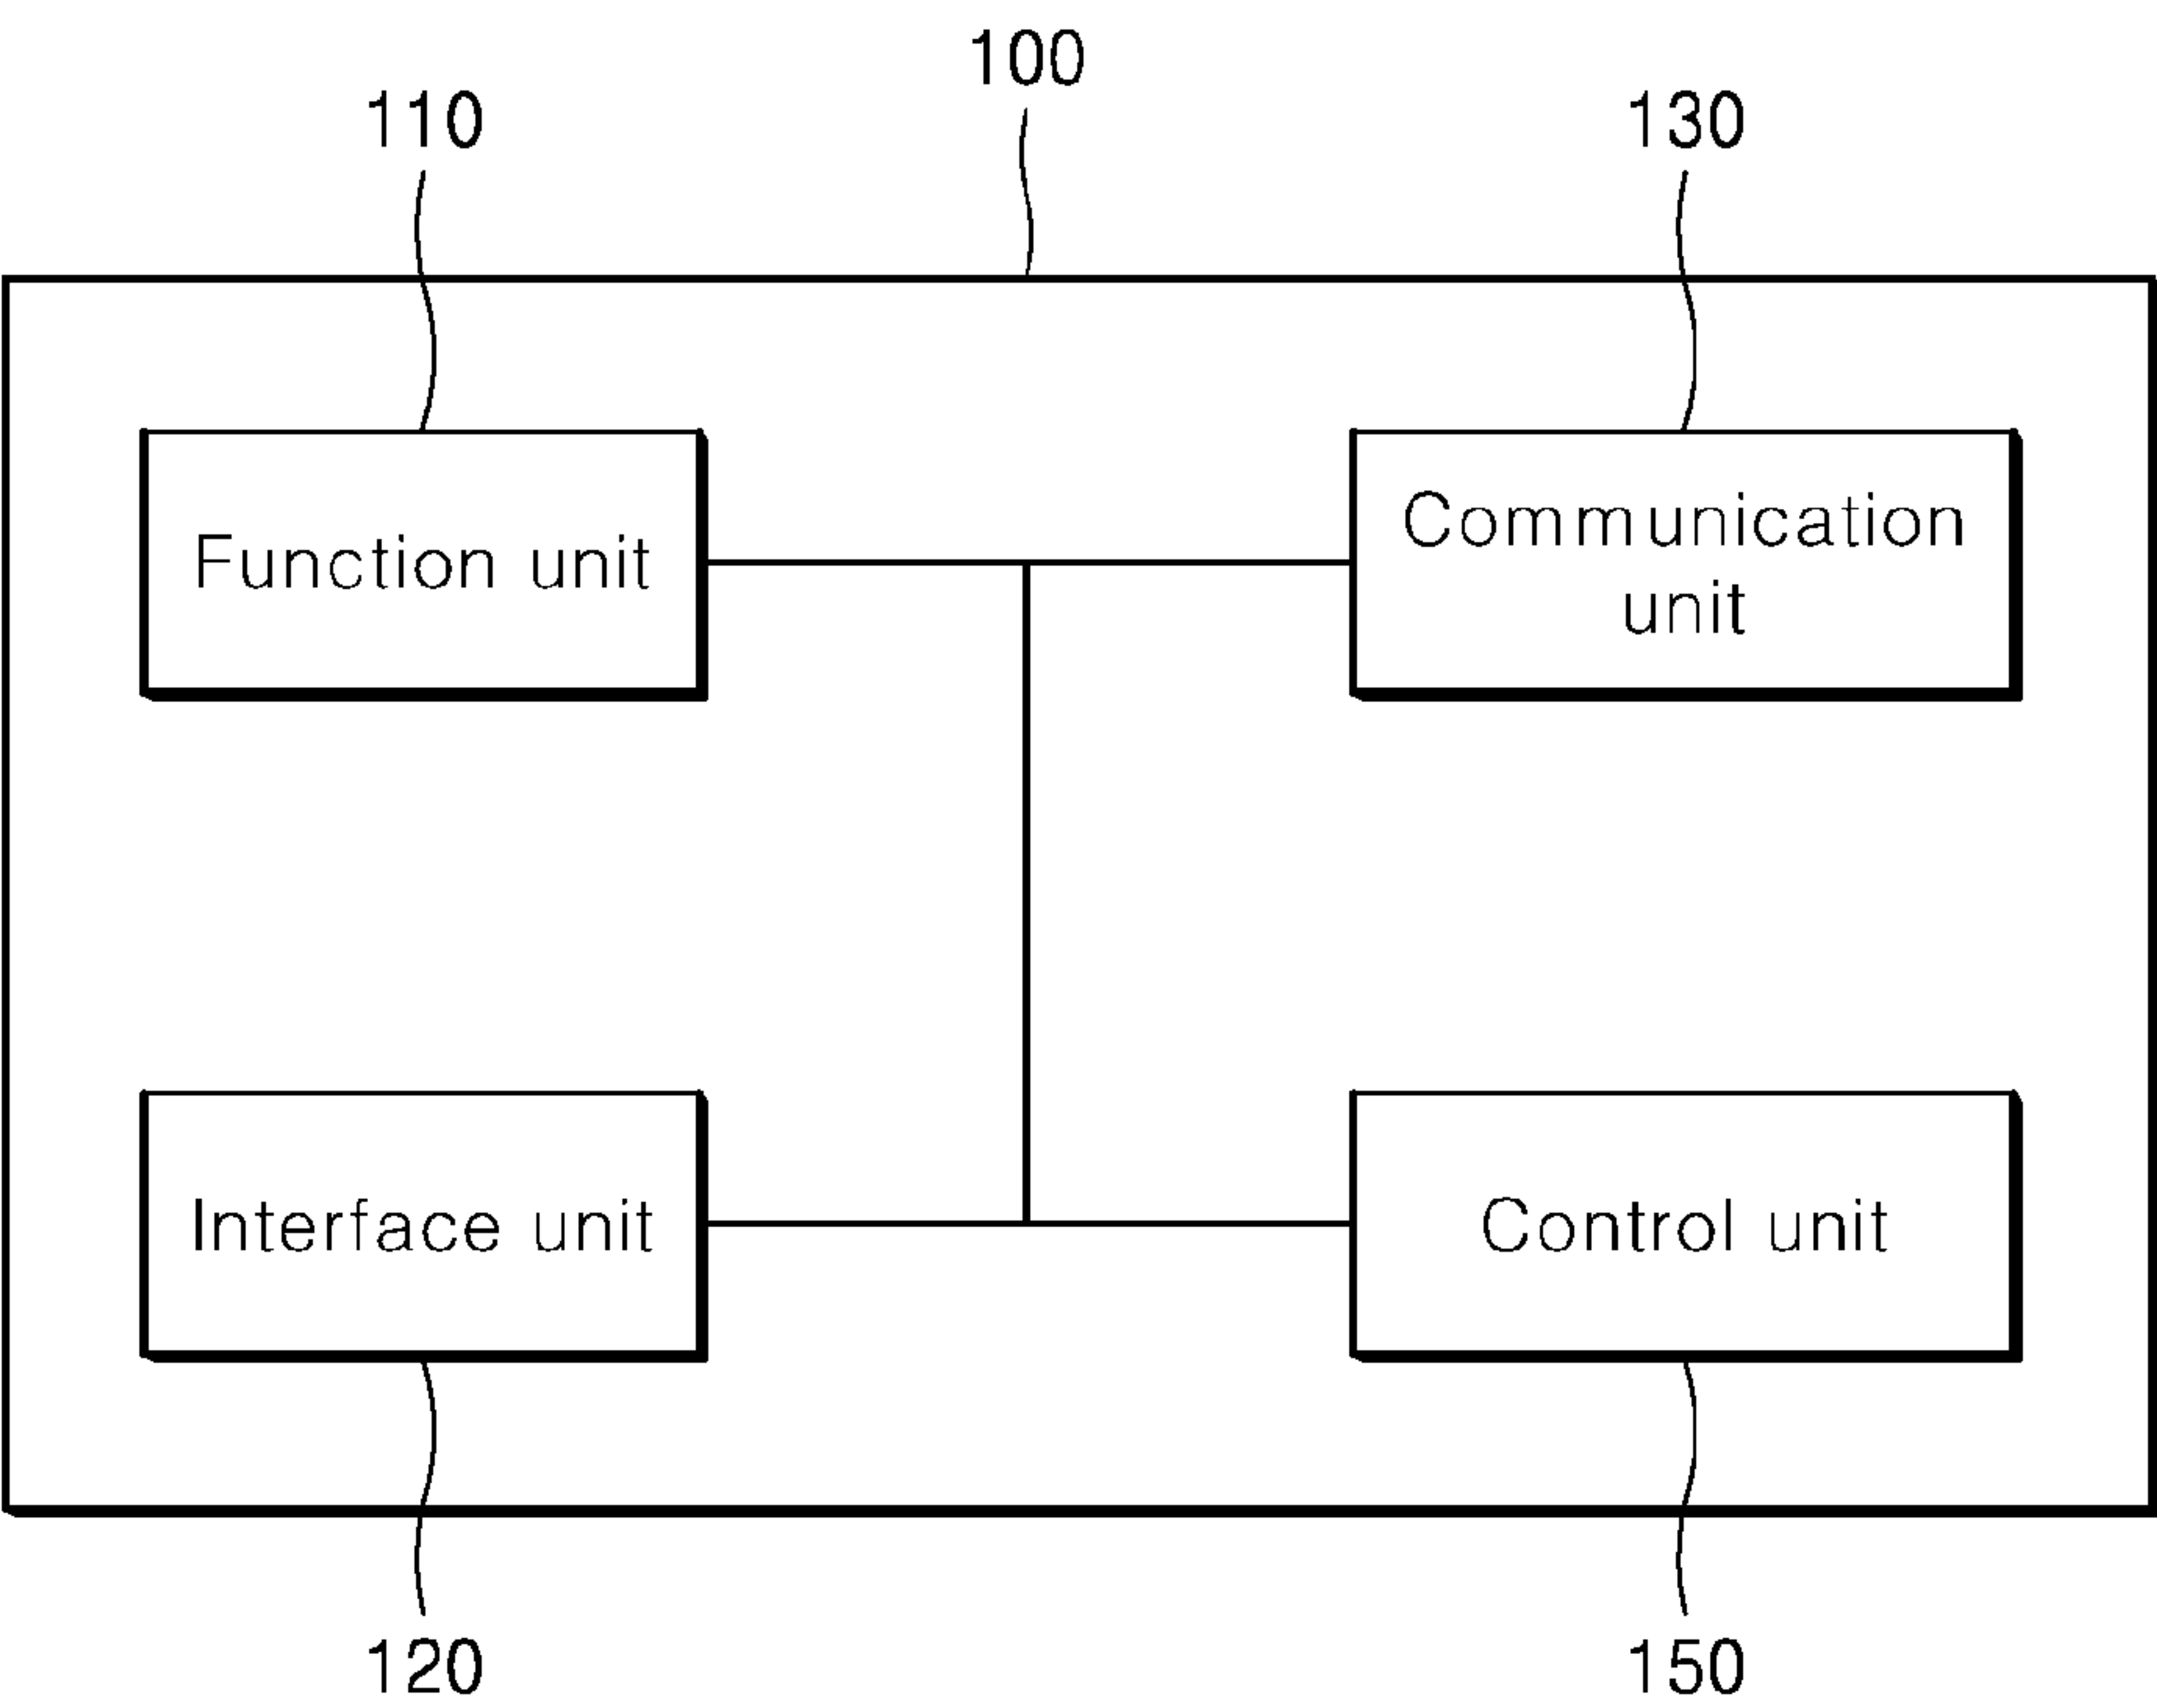 100
110
130
Function unit
Communication
unit
Interface unit
Control unit
120
150